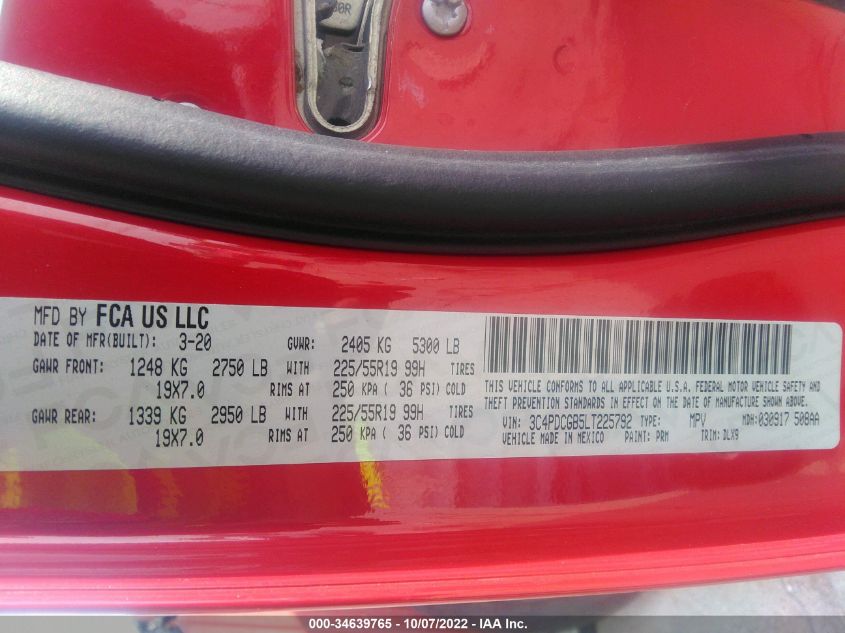 MFD BY FCA US LLC
DATE OF MFR(BUILT): 3-20 GVWR: 2405 KG 5300 LB
GAWR FRONT: 1248 KG 2750 LB WITH 225/55R19 99H TIRES
19X7.0 RIMS AT 250 KPA ( 36 PSI) COLD
GAWR REAR: 1339 KG 2950 LB WITH 225/55R19 99H TIRES
19X7.0 RIMS AT 250 KPA ( 36 PSI) COLD
THIS VEHICLE CONFORMS TO ALL APPLICABLE U.S.A. FEDERAL MOTOR VEHICLE SAFETY AND
THEFT PREVENTION STANDARDS IN EFFECT ON THE DATE OF MANUFACTURE SHOWN ABOVE.
VIN: 3C4PDCGB5LT225792 TYPE: MPV MDH: 030917 508AA
VEHICLE MADE IN MEXICO PAINT: PRM TRIM: DLX9
000-34639765 - 10/07/2022 - IAA Inc.